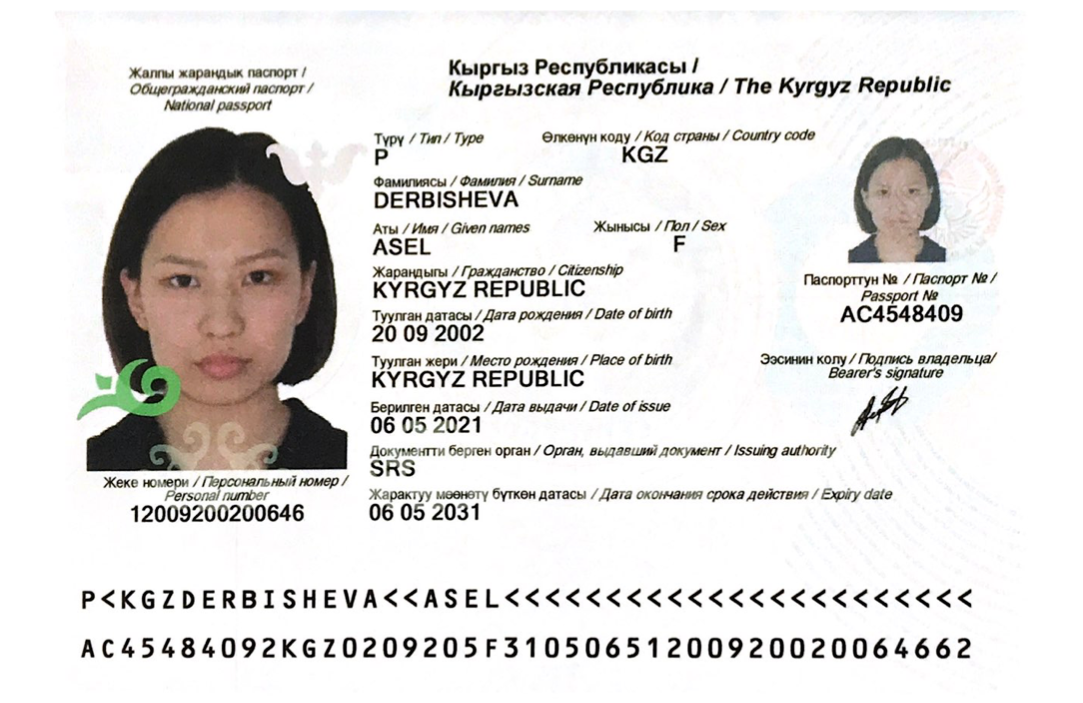 Жалпы жарандык паспорт /
Общегражданский паспорт /
National passport
Кыргыз Республикасы /
Кыргызская Республика / The Kyrgyz Republic
Түрү / Тип / Type
P
Өлкөнүн коду / Код страны / Country code
KGZ
Фамилиясы / Фамилия / Surname
DERBISHEVA
Аты / Имя / Given names
ASEL
Жынысы / Пол / Sex
F
Жарандыгы / Гражданство / Citizenship
KYRGYZ REPUBLIC
Туулган датасы / Дата рождения / Date of birth
20 09 2002
Туулган жери / Место рождения / Place of birth
KYRGYZ REPUBLIC
Берилген датасы / Дата выдачи / Date of issue
06 05 2021
Документти берген орган / Орган, выдавший документ / Issuing authority
SRS
Жарактуу мөөнөтү бүткөн датасы / Дата окончания срока действия / Expiry date
06 05 2031
Паспорттун № / Паспорт № /
Passport №
AC4548409
Ээсинин колу / Подпись владельца/
Bearer's signature
Жеке номери / Персональный номер /
Personal number
12009200200646
P<KGZDERBISHEVA<<ASEL<<<<<<<<<<<<<<<<<<<<<<<
AC45484092KGZ0209205F31050651200920020064662